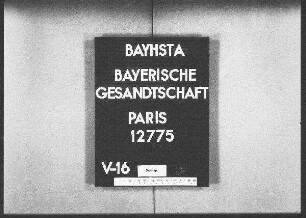 BAYHSTA
BAYERISCHE
GESANDTSCHAFT
PARIS
12775
V-16